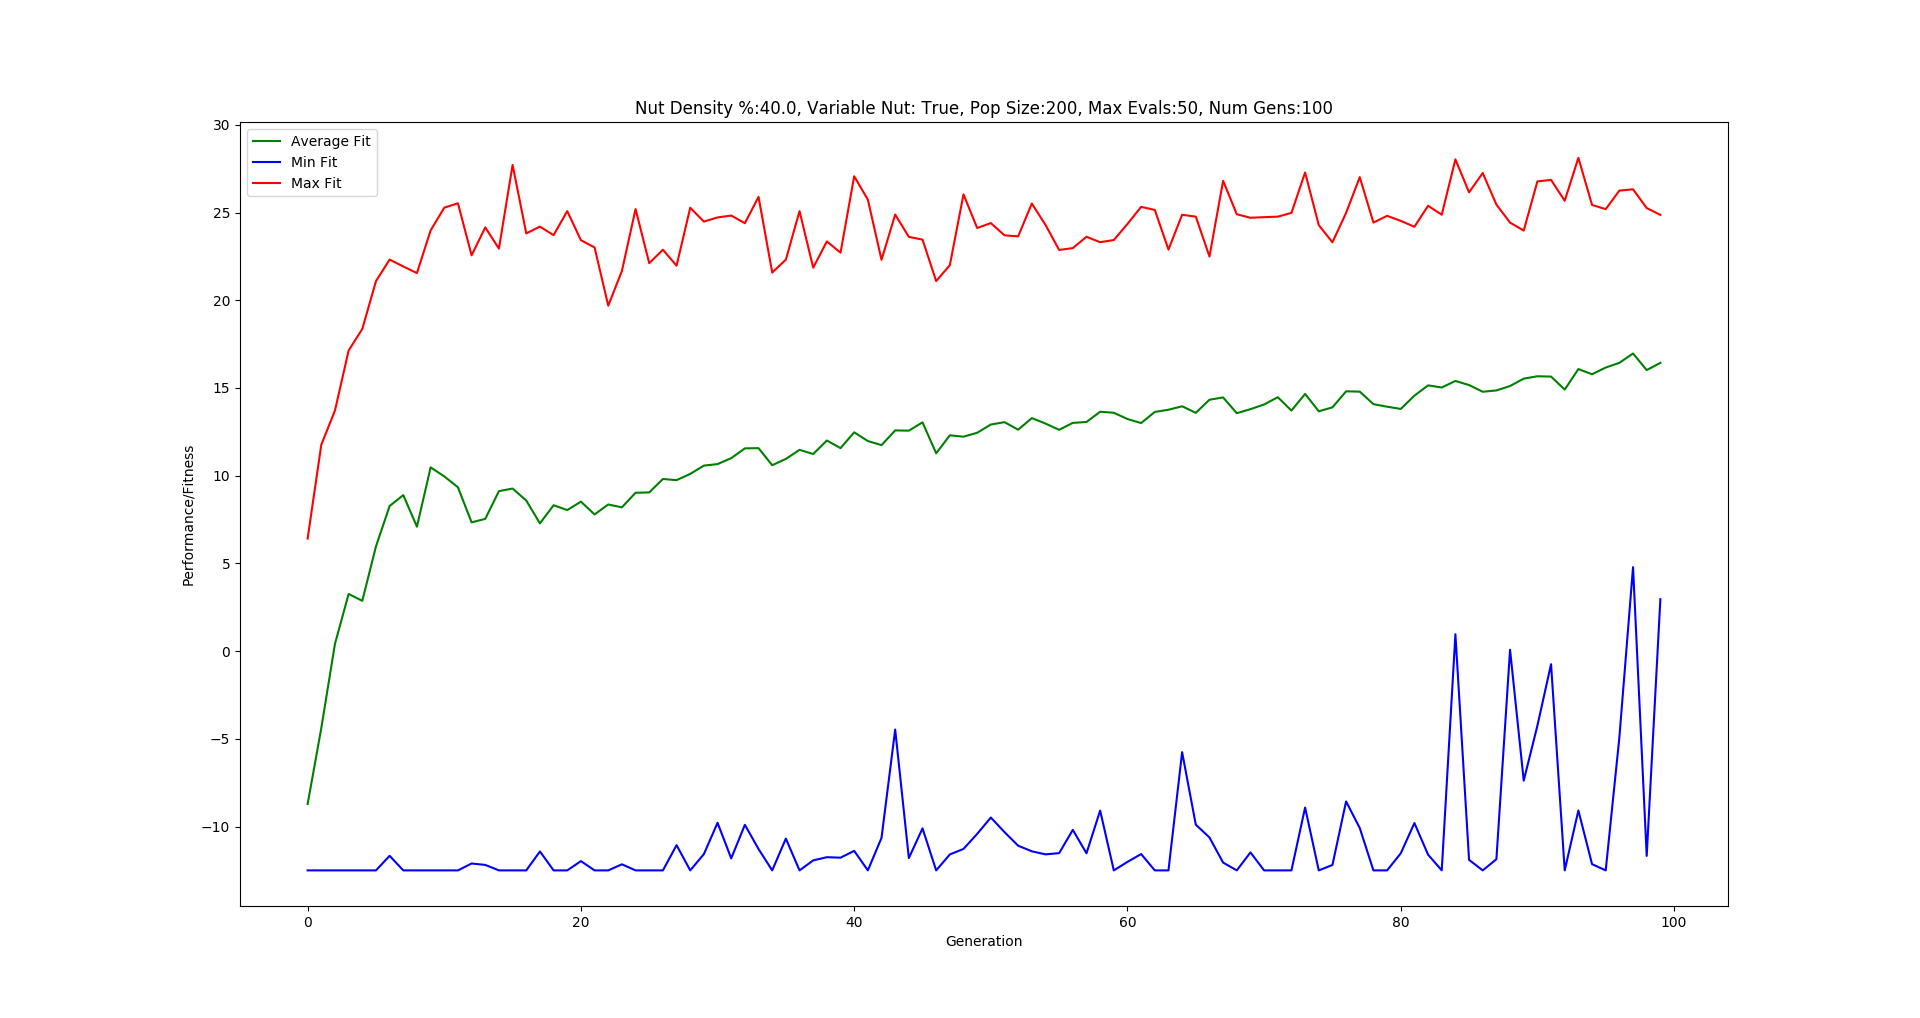 Nut Density %:40.0, Variable Nut: True, Pop Size:200, Max Evals:50, Num Gens:100
Average Fit
Min Fit
Max Fit
Performance/Fitness
30
25
20
15
10
5
0
−5
−10
0 20 40 60 80 100
Generation